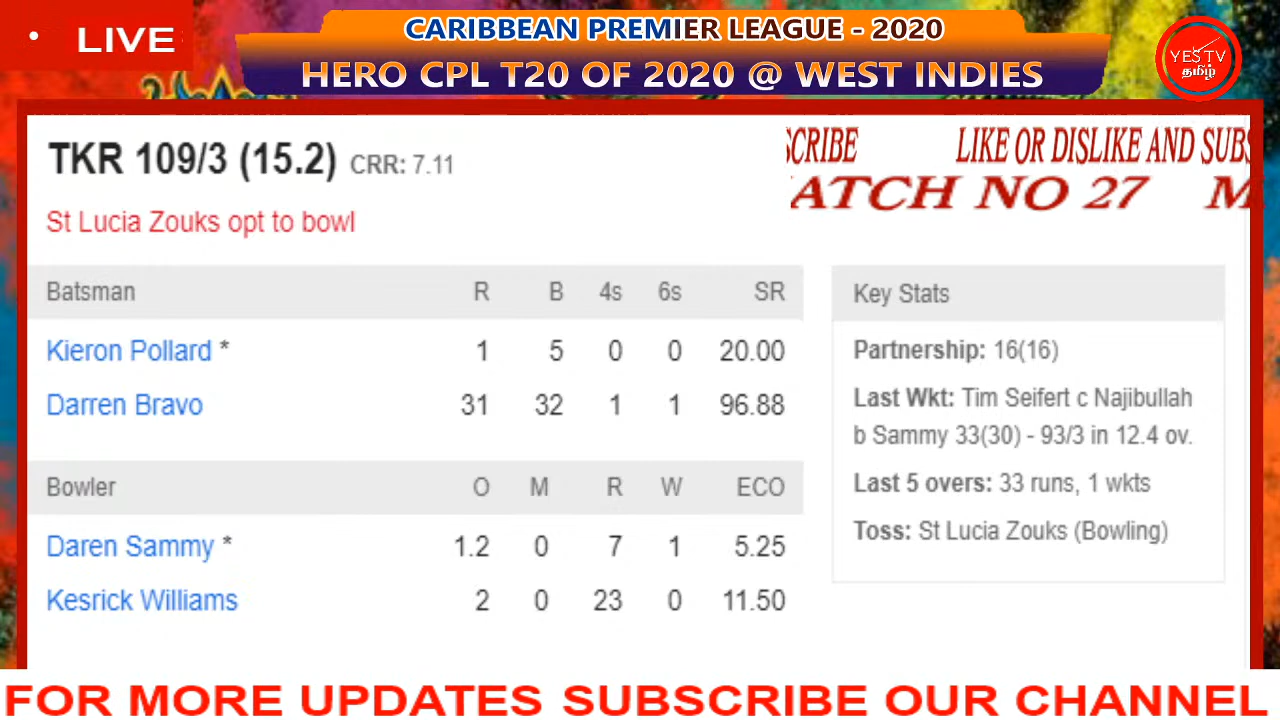 LIVE
CARIBBEAN PREMIER LEAGUE - 2020
HERO CPL T20 OF 2020 @ WEST INDIES
YES TV
தமிழ்
TKR 109/3 (15.2) CRR: 7.11
SCRIBE LIKE OR DISLIKE AND SUBS
MATCH NO 27 M
St Lucia Zouks opt to bowl
Batsman R B 4s 6s SR
Kieron Pollard * 1 5 0 0 20.00
Darren Bravo 31 32 1 1 96.88
Bowler O M R W ECO
Daren Sammy * 1.2 0 7 1 5.25
Kesrick Williams 2 0 23 0 11.50
Key Stats
Partnership: 16(16)
Last Wkt: Tim Seifert c Najibullah
b Sammy 33(30) - 93/3 in 12.4 ov.
Last 5 overs: 33 runs, 1 wkts
Toss: St Lucia Zouks (Bowling)
FOR MORE UPDATES SUBSCRIBE OUR CHANNEL